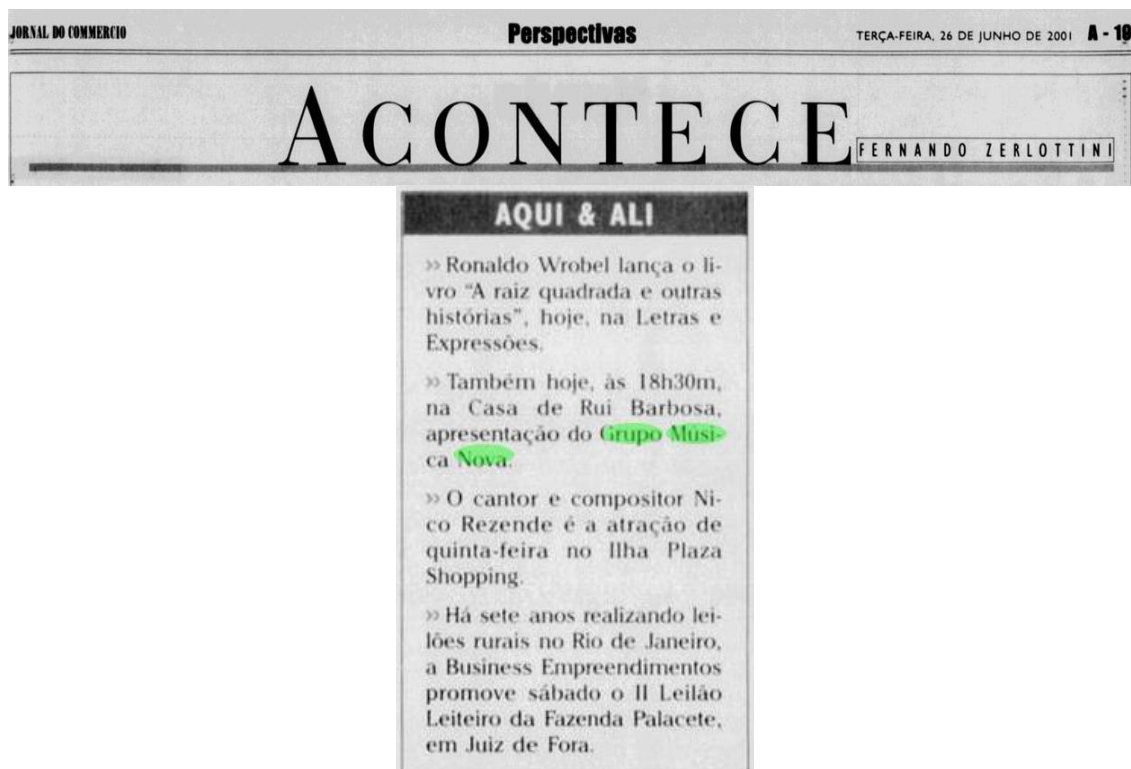 JORNAL DO COMMERCIO Perspectivas TERÇA-FEIRA, 26 DE JUNHO DE 2001 A - 19
ACONTECE FERNANDO ZERLOTTINI
AQUI & ALI
» Ronaldo Wrobel lança o li-
vro “A raiz quadrada e outras
histórias”, hoje, na Letras e
Expressões.
» Também hoje, às 18h30m,
na Casa de Rui Barbosa,
apresentação do Grupo Músi-
ca Nova.
» O cantor e compositor Ni-
co Rezende é a atração de
quinta-feira no Ilha Plaza
Shopping.
» Há sete anos realizando lei-
lões rurais no Rio de Janeiro,
a Business Empreendimentos
promove sábado o II Leilão
Leiteiro da Fazenda Palacete,
em Juiz de Fora.